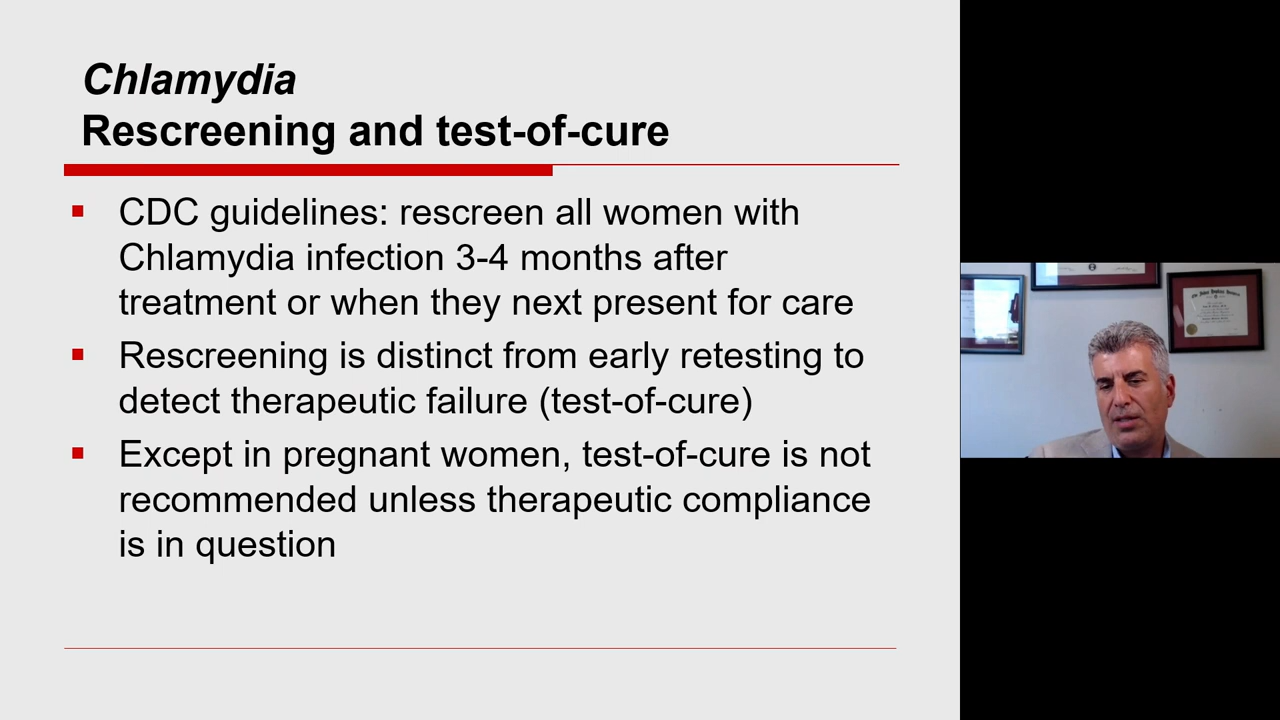 Chlamydia
Rescreening and test-of-cure
▪ CDC guidelines: rescreen all women with
Chlamydia infection 3-4 months after
treatment or when they next present for care
▪ Rescreening is distinct from early retesting to
detect therapeutic failure (test-of-cure)
▪ Except in pregnant women, test-of-cure is not
recommended unless therapeutic compliance
is in question